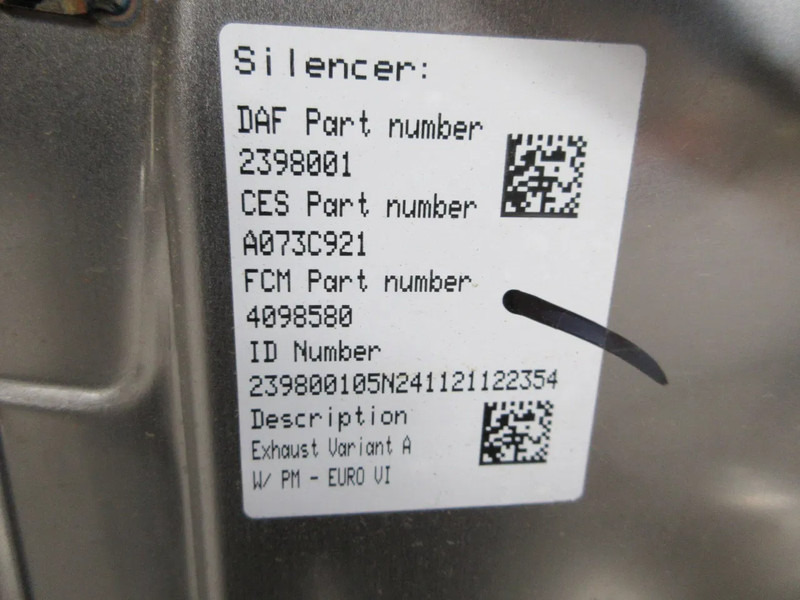 Silencer:
DAF Part number
2398001
CES Part number
A073C921
FCM Part number
4098580
ID Number
239800105N241121122354
Description
Exhaust Variant A
W/ PM - EURO VI